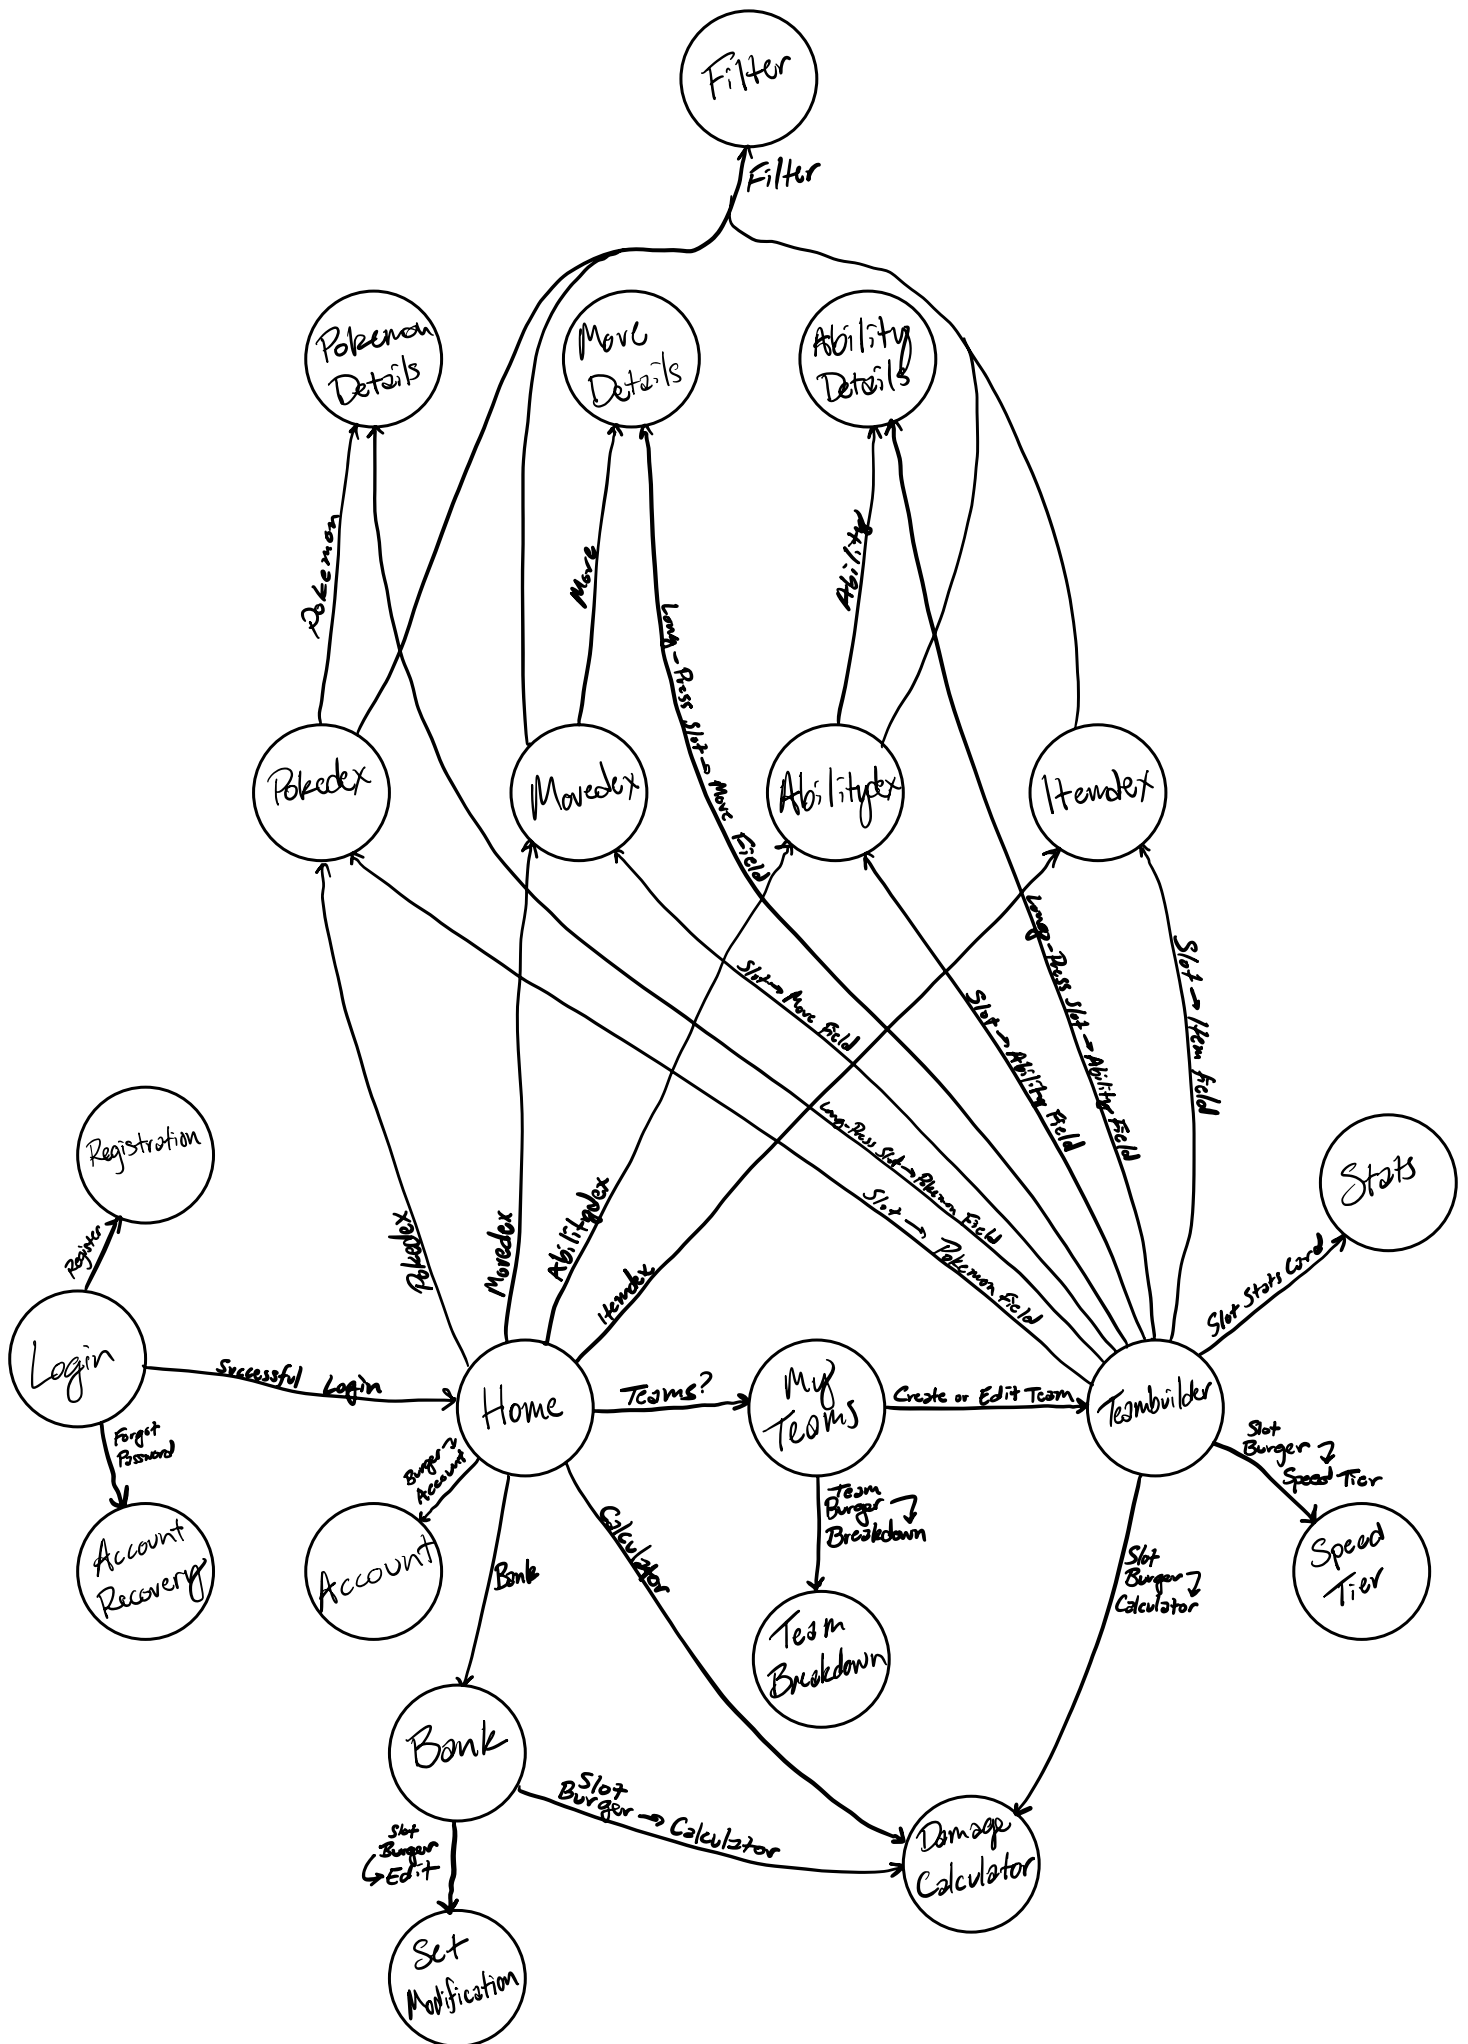 Filter
Filter
Pokemon
Details
Move
Details
Ability
Details
Pokemon
Move
Long-Press Slot → Move Field
Ability
Pokedex
Movedex
Abilitydex
Itemdex
Slot → Move Field
Slot → Ability Field
Long-Press Slot → Ability Field
Slot → Item Field
Long-Press Slot → Pokemon Field
Slot → Pokemon Field
Registration
Register
Pokedex
Movedex
Abilitydex
Itemdex
Stats
Slot Stats Card
Login
Successful Login
Home
Teams?
My
Teams
Create or Edit Team
Teambuilder
Forgot
Password
Burger →
Account
Slot
Burger →
Speed Tier
Account
Recovery
Account
Bank
Calculator
Team
Burger →
Breakdown
Slot
Burger →
Calculator
Speed
Tier
Team
Breakdown
Bank
Slot
Burger → Calculator
Slot
Burger
→ Edit
Damage
Calculator
Set
Modification